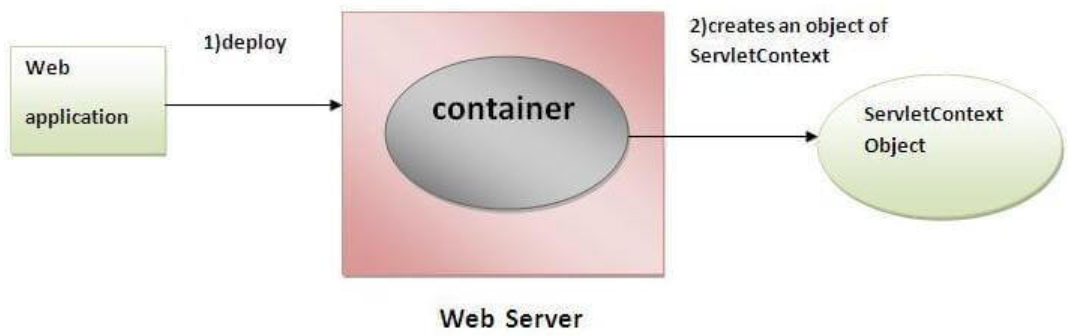 Web
application
1)deploy
container
2)creates an object of
ServletContext
ServletContext
Object
Web Server